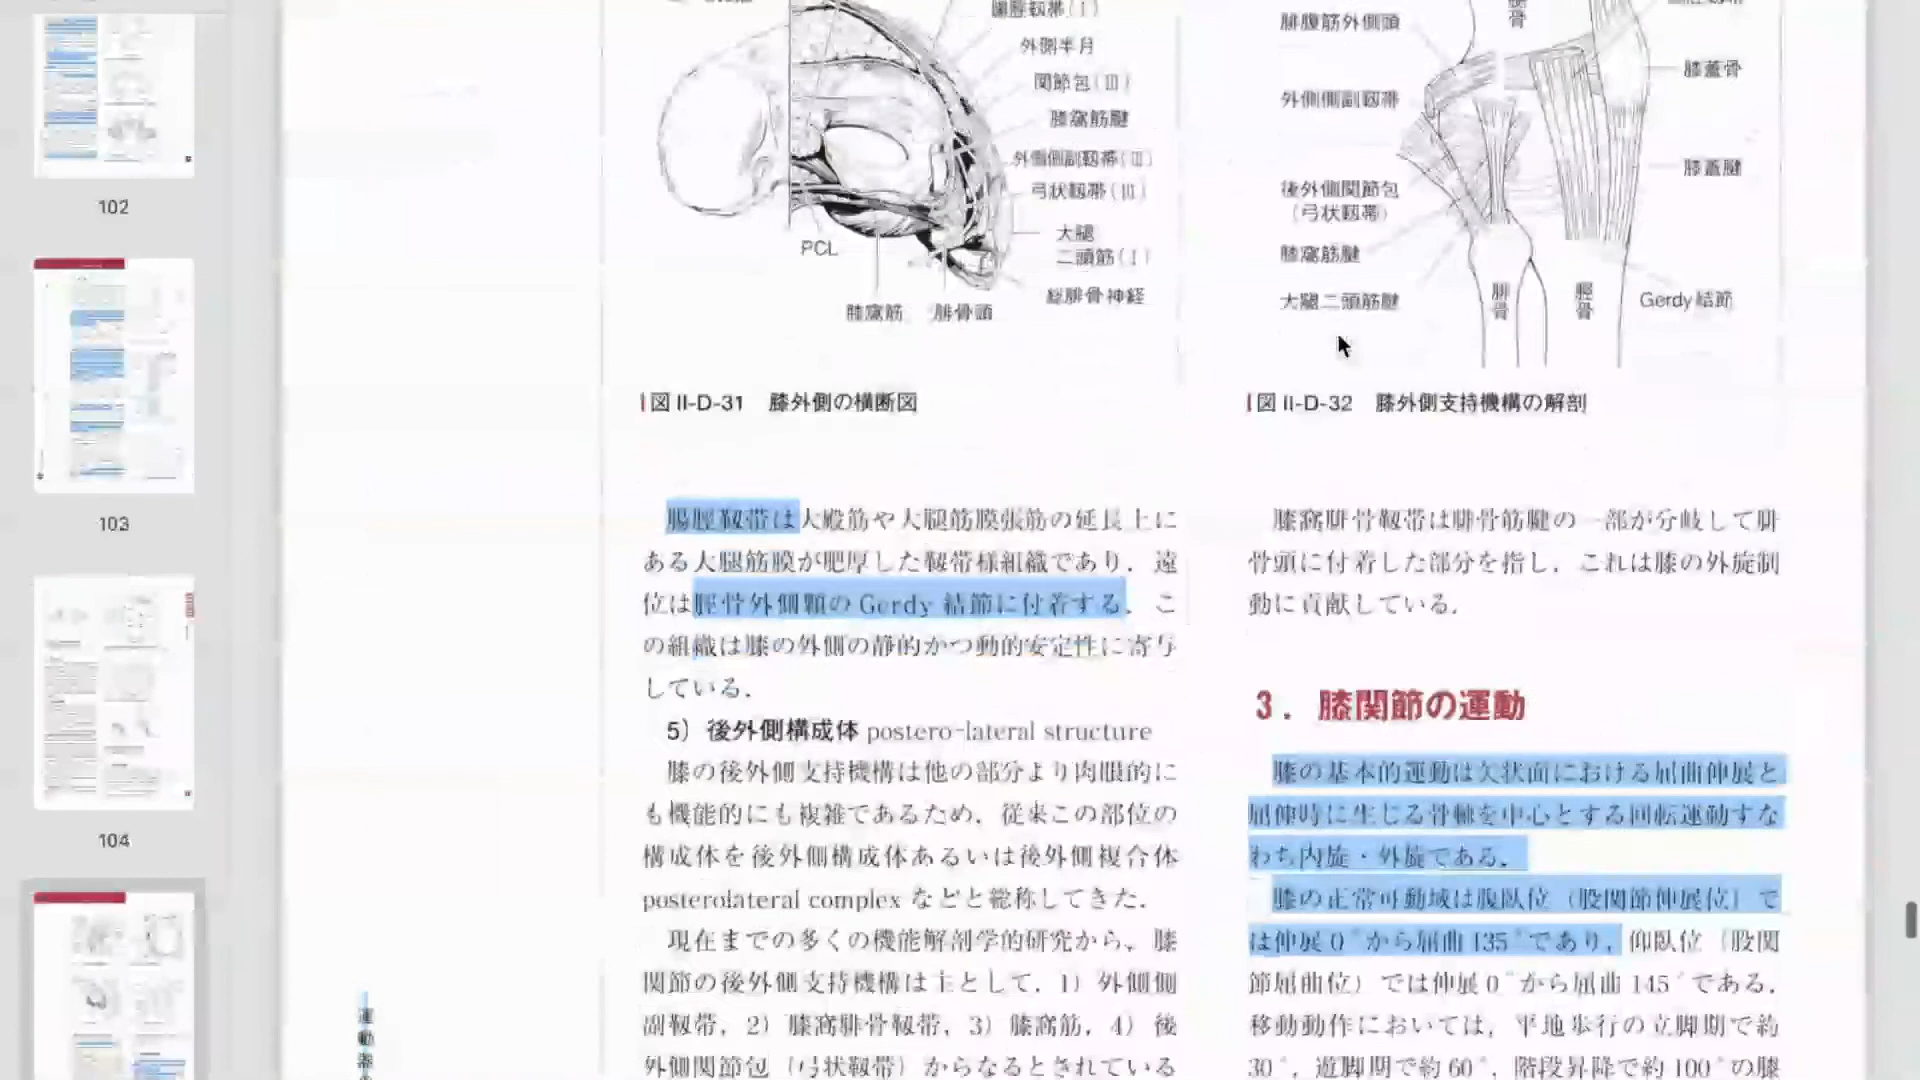 102
103
104
腸脛靱帯(Ⅰ)
外側半月
関節包(Ⅲ)
膝窩筋腱
外側側副靱帯(Ⅲ)
弓状靱帯(Ⅲ)
大腿
二頭筋(Ⅰ)
総腓骨神経
PCL
膝窩筋
腓骨頭
図 II-D-31 膝外側の横断図
腸脛靱帯は大殿筋や大腿筋膜張筋の延長上に
ある大腿筋膜が肥厚した靱帯様組織であり，遠
位は脛骨外側顆の Gerdy 結節に付着する．こ
の組織は膝の外側の静的かつ動的安定性に寄与
している．
5）後外側構成体 postero-lateral structure
膝の後外側支持機構は他の部分より肉眼的に
も機能的にも複雑であるため，従来この部位の
構成体を後外側構成体あるいは後外側複合体
posterolateral complex などと総称してきた．
現在までの多くの機能解剖学的研究から，膝
関節の後外側支持機構は主として，1）外側側
副靱帯，2）膝窩腓骨靱帯，3）膝窩筋，4）後
外側関節包（弓状靱帯）からなるとされている
腓腹筋外側頭
外側側副靱帯
後外側関節包
（弓状靱帯）
膝窩筋腱
大腿二頭筋腱
膝蓋骨
膝蓋腱
Gerdy 結節
腓骨
脛骨
図 II-D-32 膝外側支持機構の解剖
膝窩腓骨靱帯は腓骨筋腱の一部が分岐して腓
骨頭に付着した部分を指し，これは膝の外旋制
動に貢献している．
3．膝関節の運動
膝の基本的運動は矢状面における屈曲伸展と
屈伸時に生じる骨軸を中心とする回転運動すな
わち内旋・外旋である．
膝の正常可動域は腹臥位（股関節伸展位）で
は伸展 0°から屈曲 135°であり，仰臥位（股関
節屈曲位）では伸展 0°から屈曲 145°である．
移動動作においては，平地歩行の立脚期で約
30°，遊脚期で約 60°，階段昇降で約 100°の膝
運動器の